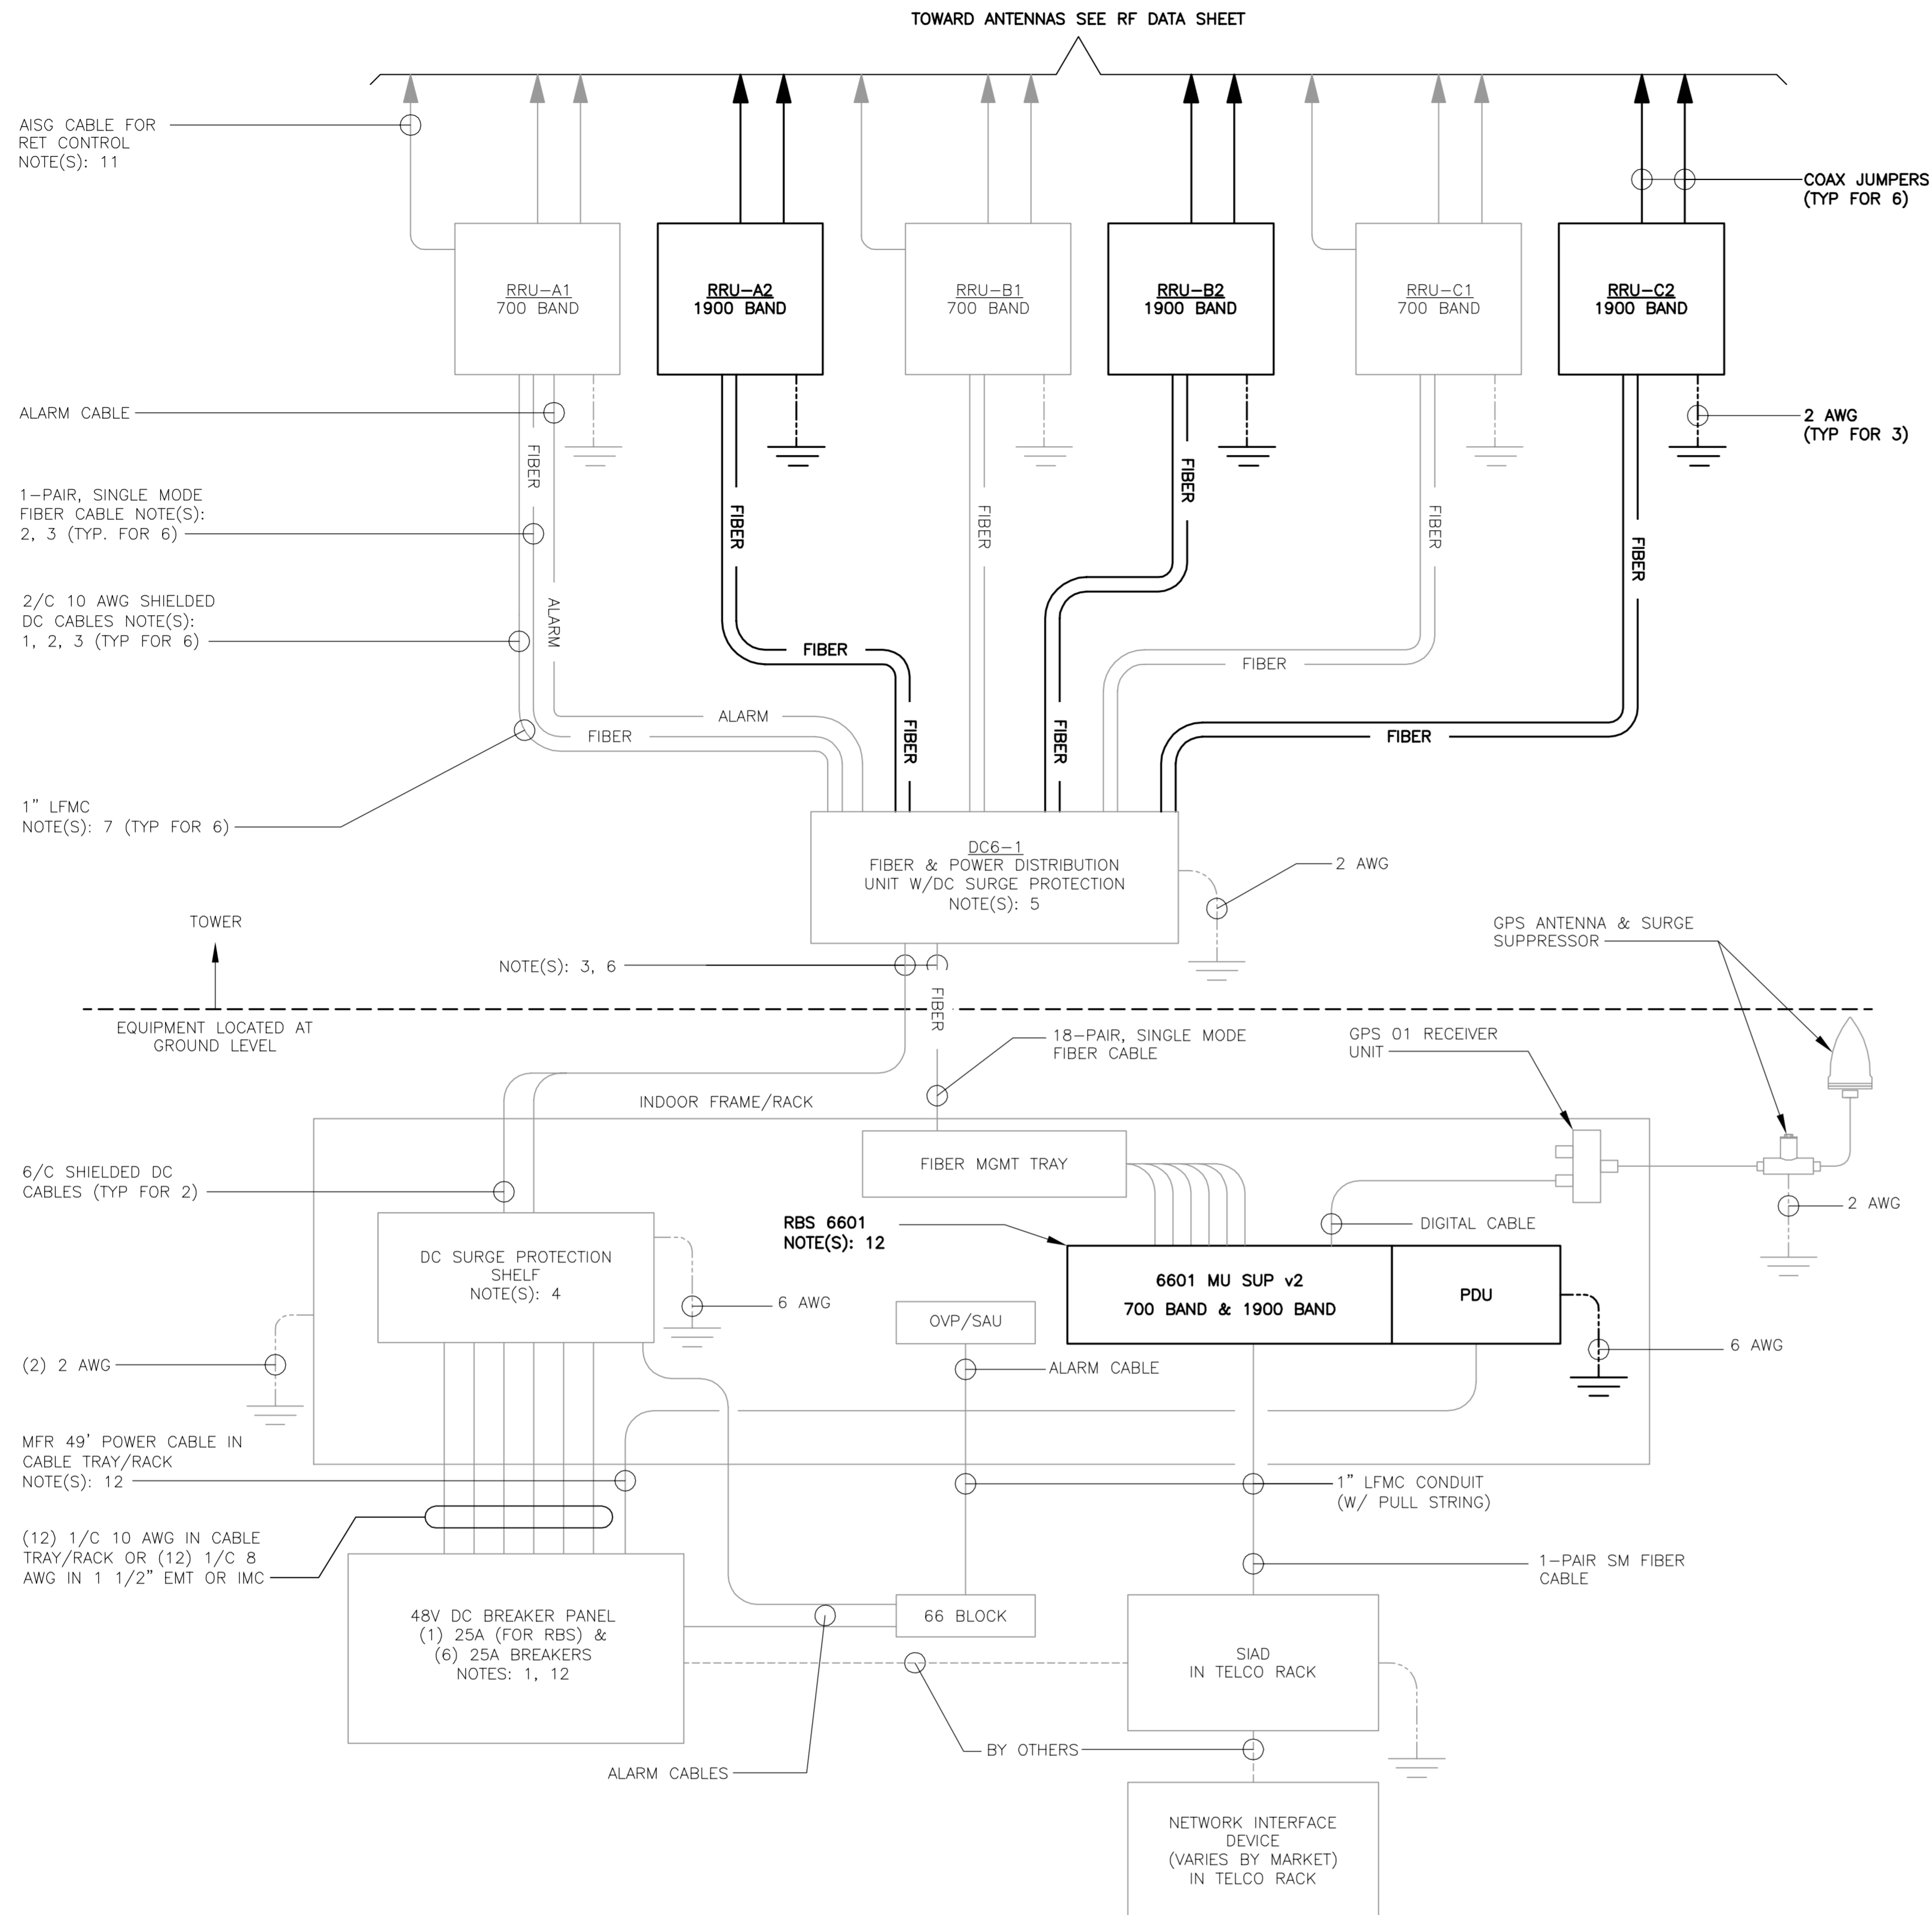 TOWARD ANTENNAS SEE RF DATA SHEET
AISG CABLE FOR
RET CONTROL
NOTE(S): 11
COAX JUMPERS
(TYP FOR 6)
RRU-A1
700 BAND
RRU-A2
1900 BAND
RRU-B1
700 BAND
RRU-B2
1900 BAND
RRU-C1
700 BAND
RRU-C2
1900 BAND
ALARM CABLE
2 AWG
(TYP FOR 3)
FIBER
FIBER
FIBER
FIBER
FIBER
FIBER
1-PAIR, SINGLE MODE
FIBER CABLE NOTE(S):
2, 3 (TYP. FOR 6)
2/C 10 AWG SHIELDED
DC CABLES NOTE(S):
1, 2, 3 (TYP FOR 6)
ALARM
FIBER
FIBER
ALARM
FIBER
FIBER
FIBER
FIBER
1" LFMC
NOTE(S): 7 (TYP FOR 6)
DC6-1
FIBER & POWER DISTRIBUTION
UNIT W/DC SURGE PROTECTION
NOTE(S): 5
2 AWG
TOWER
GPS ANTENNA & SURGE
SUPPRESSOR
NOTE(S): 3, 6
FIBER
EQUIPMENT LOCATED AT
GROUND LEVEL
18-PAIR, SINGLE MODE
FIBER CABLE
GPS 01 RECEIVER
UNIT
INDOOR FRAME/RACK
FIBER MGMT TRAY
6/C SHIELDED DC
CABLES (TYP FOR 2)
2 AWG
RBS 6601
NOTE(S): 12
DIGITAL CABLE
DC SURGE PROTECTION
SHELF
NOTE(S): 4
6601 MU SUP v2
700 BAND & 1900 BAND
PDU
6 AWG
OVP/SAU
6 AWG
(2) 2 AWG
ALARM CABLE
MFR 49' POWER CABLE IN
CABLE TRAY/RACK
NOTE(S): 12
1" LFMC CONDUIT
(W/ PULL STRING)
(12) 1/C 10 AWG IN CABLE
TRAY/RACK OR (12) 1/C 8
AWG IN 1 1/2" EMT OR IMC
1-PAIR SM FIBER
CABLE
48V DC BREAKER PANEL
(1) 25A (FOR RBS) &
(6) 25A BREAKERS
NOTES: 1, 12
66 BLOCK
SIAD
IN TELCO RACK
BY OTHERS
ALARM CABLES
NETWORK INTERFACE
DEVICE
(VARIES BY MARKET)
IN TELCO RACK